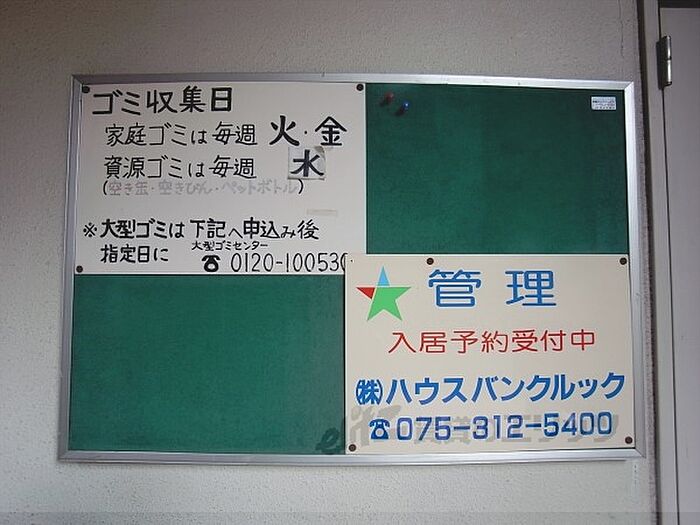 ゴミ収集日
家庭ゴミは毎週 火・金
資源ゴミは毎週 水
(空き缶・空きびん・ペットボトル)
※大型ゴミは下記へ申込み後
指定日に 大型ゴミセンター
☎ 0120-100530
管理
入居予約受付中
㈱ハウスバンクルック
☎075-312-5400